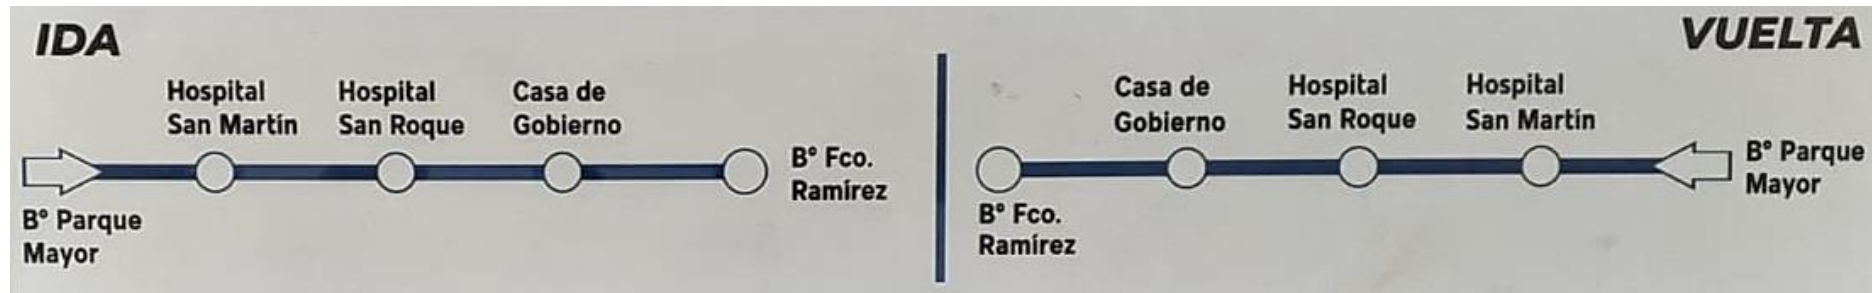 IDA
Hospital
San Martín
Hospital
San Roque
Casa de
Gobierno
B° Fco.
Ramírez
B° Parque
Mayor
VUELTA
Casa de
Gobierno
Hospital
San Roque
Hospital
San Martín
B° Parque
Mayor
B° Fco.
Ramírez